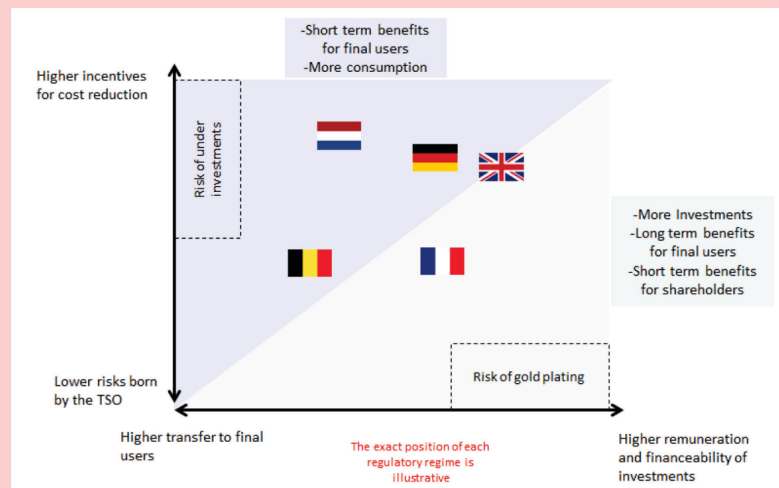 -Short term benefits
for final users
-More consumption
Higher incentives
for cost reduction
Risk of under
investments
-More Investments
-Long term benefits
for final users
-Short term benefits
for shareholders
Risk of gold plating
Lower risks born
by the TSO
Higher transfer to final
users
The exact position of each
regulatory regime is
illustrative
Higher remuneration
and financeability of
investments